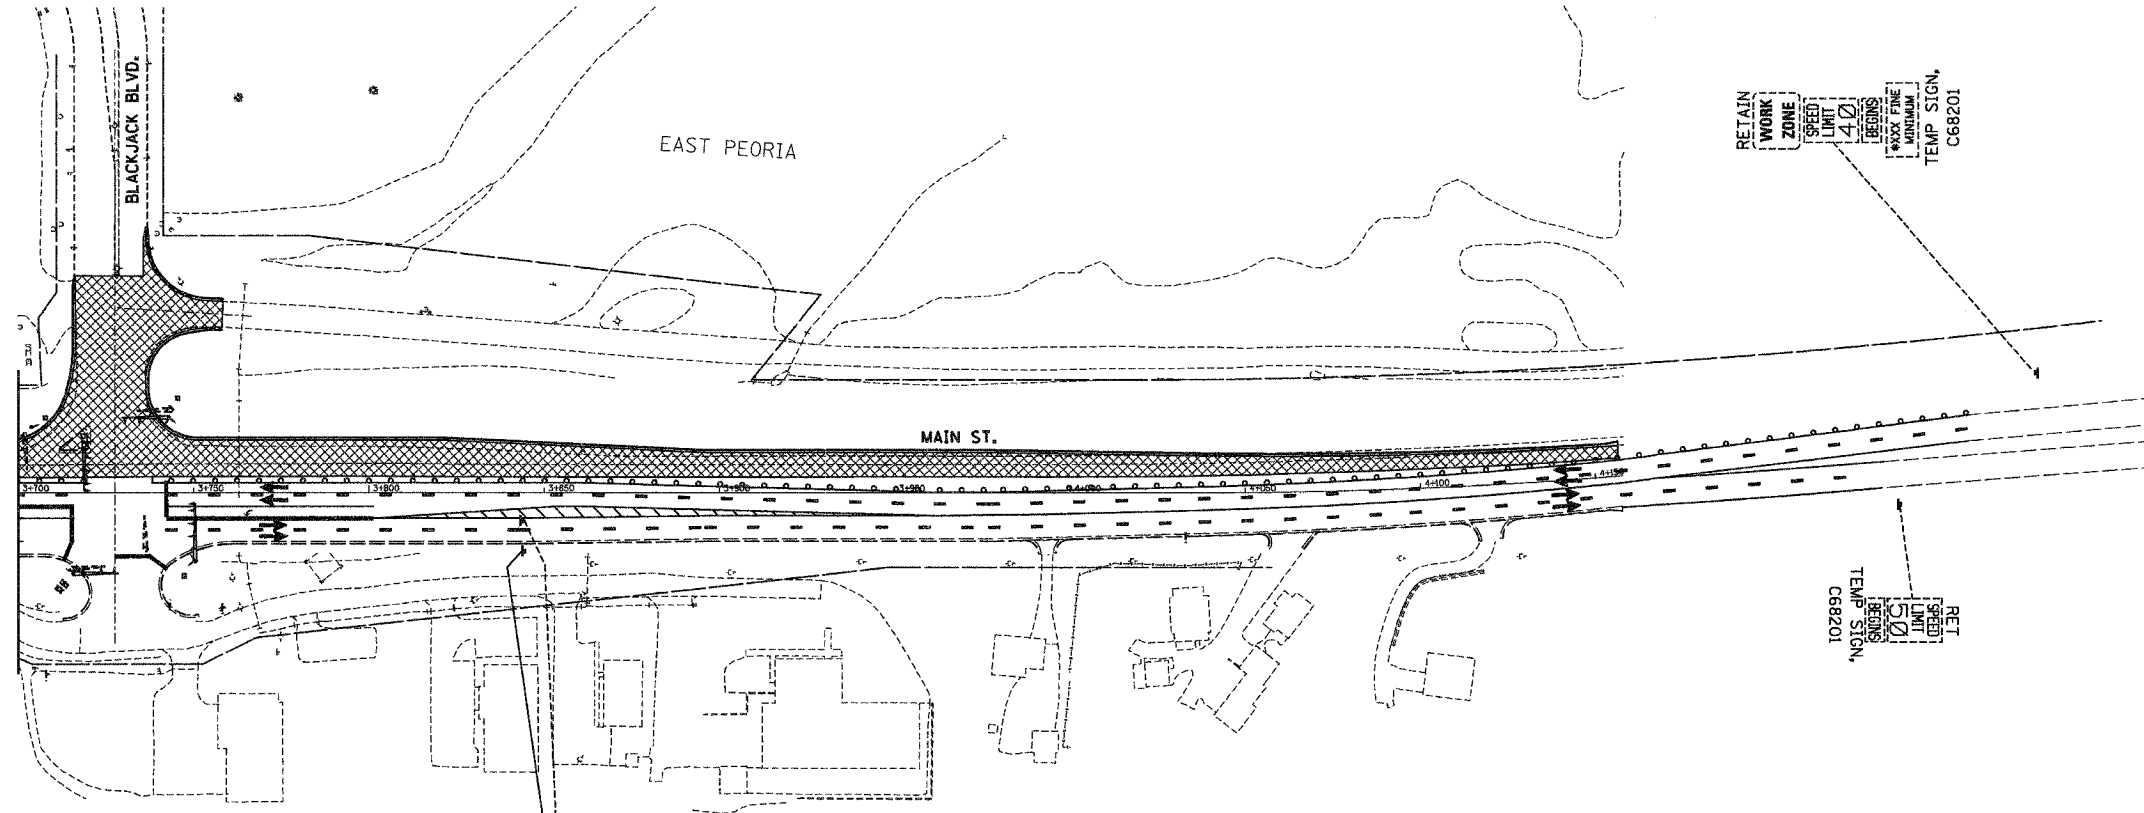 BLACKJACK BLVD.
EAST PEORIA
RETAIN
WORK
ZONE
SPEED
LIMIT
40
BEGINS
$XXX FINE
MINIMUM
TEMP SIGN,
C68201
MAIN ST.
3+700
3+750
3+800
3+850
3+900
3+950
4+000
4+050
4+100
4+150
RET
SPEED
LIMIT
50
BEGINS
TEMP SIGN,
C68201